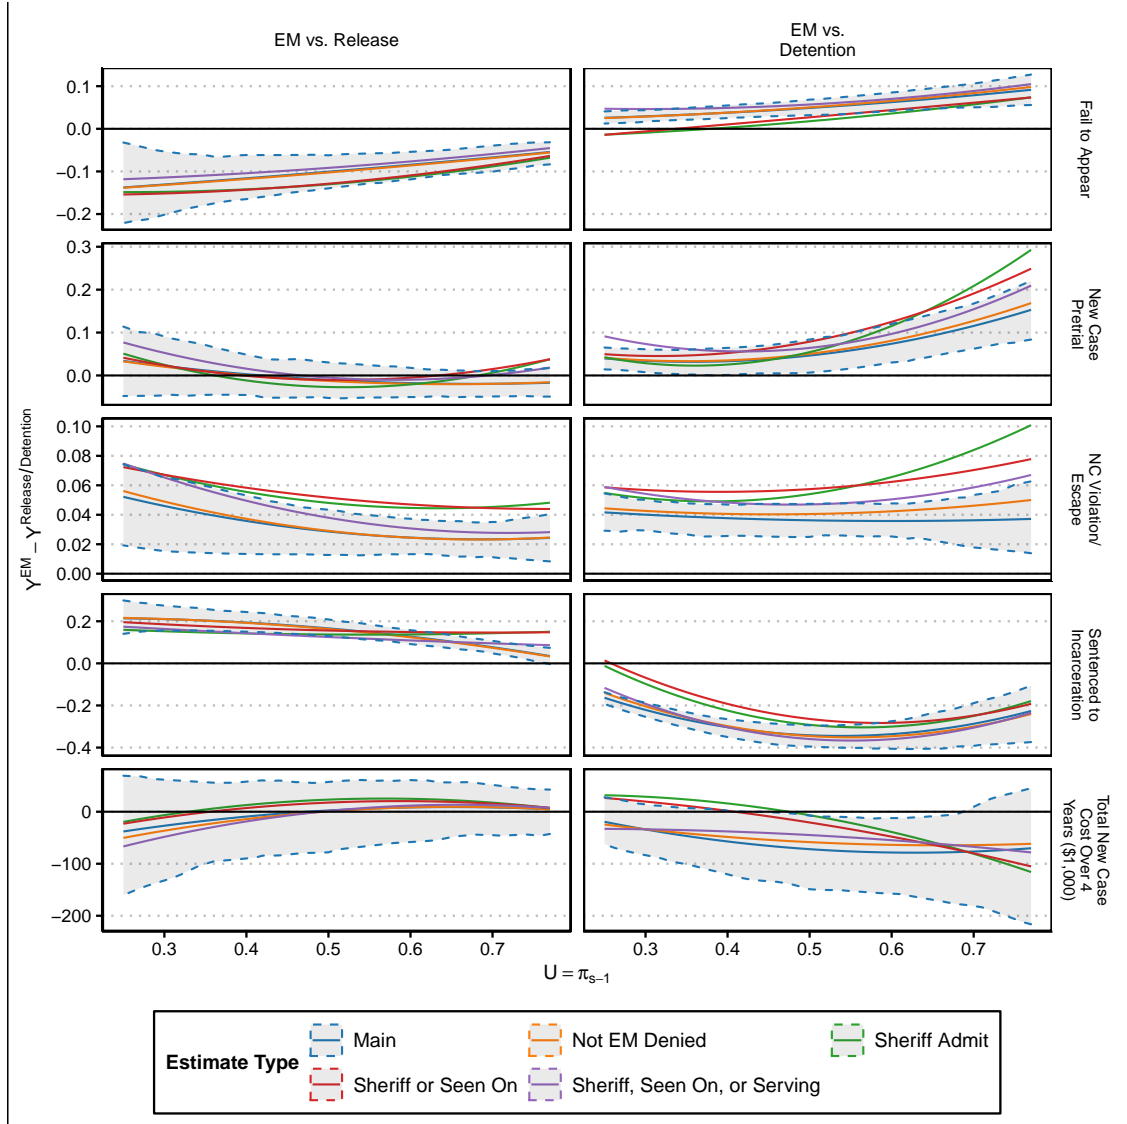 EM vs. Release
EM vs.
Detention
0.1
0.0
−0.1
−0.2
Fail to Appear
0.3
0.2
0.1
0.0
New Case
Pretrial
0.10
0.08
0.06
0.04
0.02
0.00
NC Violation/
Escape
0.2
0.0
−0.2
−0.4
Sentenced to
Incarceration
0
−100
−200
Total New Case
Cost Over 4
Years ($1,000)
Y^EM − Y^Release/Detention
0.3 0.4 0.5 0.6 0.7 0.3 0.4 0.5 0.6 0.7
U = π_s−1
Estimate Type
Main Not EM Denied Sheriff Admit
Sheriff or Seen On Sheriff, Seen On, or Serving